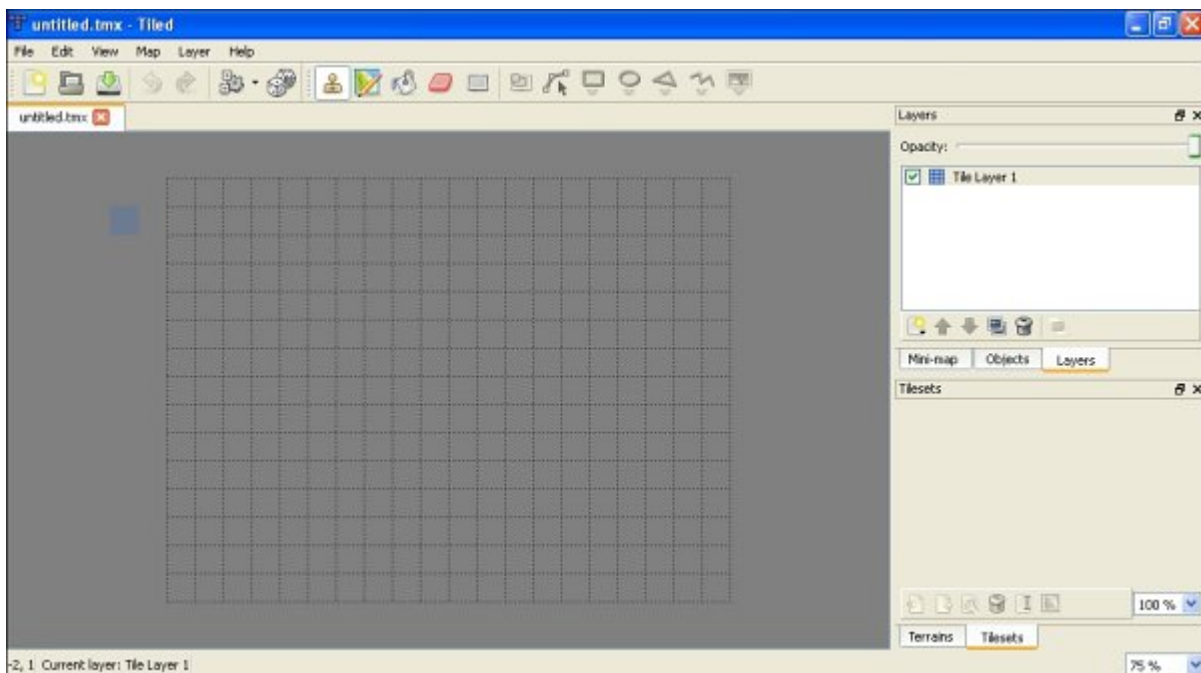 untitled.tmx - Tiled
File Edit View Map Layer Help
untitled.tmx
Layers
Opacity:
Tile Layer 1
Mini-map Objects Layers
Tilesets
100 %
Terrains Tilesets
-2, 1 Current layer: Tile Layer 1
75 %